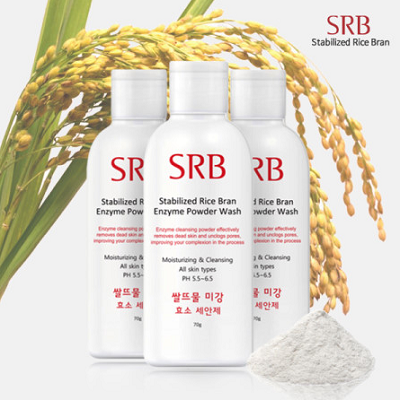 SRB
Stabilized Rice Bran
SRB
Stabilized Rice Bran
Enzyme Powder Wash
Enzyme cleansing powder effectively
removes dead skin and unclogs pores,
improving your complexion in the process
Moisturizing & Cleansing
All skin types
PH 5.5~6.5
쌀뜨물 미강
효소 세안제
70g